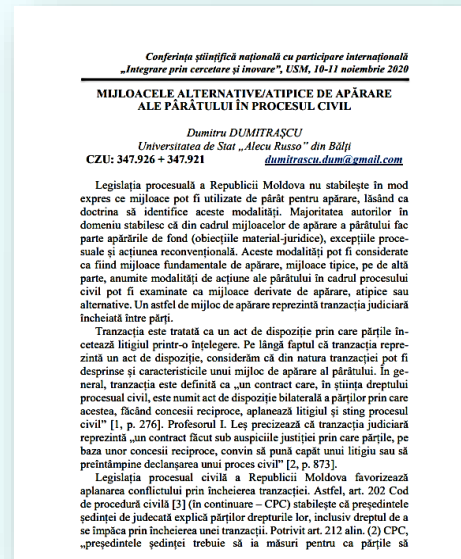 Conferința științifică națională cu participare internațională
„Integrare prin cercetare și inovare”, USM, 10-11 noiembrie 2020
MIJLOACELE ALTERNATIVE/ATIPICE DE APĂRARE
ALE PÂRÂTULUI ÎN PROCESUL CIVIL
Dumitru DUMITRAȘCU
Universitatea de Stat „Alecu Russo” din Bălți
CZU: 347.926 + 347.921 dumitrascu.dum@gmail.com
Legislația procesuală a Republicii Moldova nu stabilește în mod
expres ce mijloace pot fi utilizate de pârât pentru apărare, lăsând ca
doctrina să identifice aceste modalități. Majoritatea autorilor în
domeniu stabilesc că din cadrul mijloacelor de apărare a pârâtului fac
parte apărările de fond (obiecțiile material-juridice), excepțiile proce-
suale și acțiunea reconvențională. Aceste modalități pot fi considerate
ca fiind mijloace fundamentale de apărare, mijloace tipice, pe de altă
parte, anumite modalități de acțiune ale pârâtului în cadrul procesului
civil pot fi examinate ca mijloace derivate de apărare, atipice sau
alternative. Un astfel de mijloc de apărare reprezintă tranzacția judiciară
încheiată între părți.
Tranzacția este tratată ca un act de dispoziție prin care părțile în-
cetează litigiul printr-o înțelegere. Pe lângă faptul că tranzacția repre-
zintă un act de dispoziție, considerăm că din natura tranzacției pot fi
desprinse și caracteristicile unui mijloc de apărare al pârâtului. În ge-
neral, tranzacția este definită ca „un contract care, în știința dreptului
procesual civil, este numit act de dispoziție bilaterală a părților prin care
acestea, făcând concesii reciproce, aplanează litigiul și sting procesul
civil” [1, p. 276]. Profesorul I. Leș precizează că tranzacția judiciară
reprezintă „un contract făcut sub auspiciile justiției prin care părțile, pe
baza unor concesii reciproce, convin să pună capăt unui litigiu sau să
preîntâmpine declanșarea unui proces civil” [2, p. 873].
Legislația procesual civilă a Republicii Moldova favorizează
aplanarea conflictului prin încheierea tranzacției. Astfel, art. 202 Cod
de procedură civilă [3] (în continuare – CPC) stabilește că președintele
ședinței de judecată explică părților drepturile lor, inclusiv dreptul de a
se împăca prin încheierea unei tranzacții. Potrivit art. 212 alin. (2) CPC,
„președintele ședinței trebuie să ia măsuri pentru ca părțile să